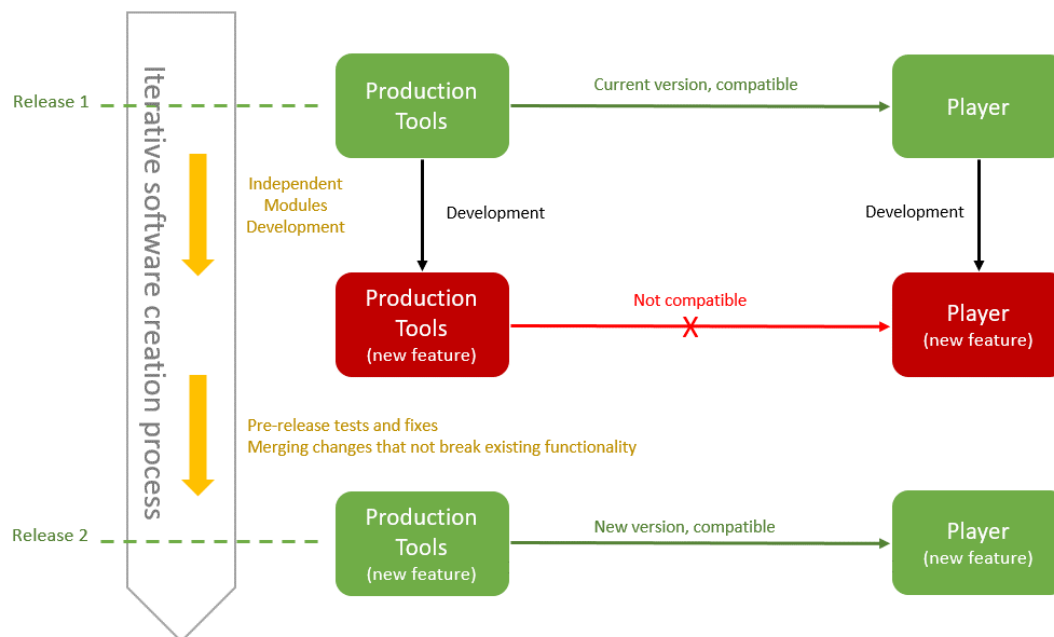 Iterative software creation process
Release 1
Production
Tools
Current version, compatible
Player
Independent
Modules
Development
Development
Development
Production
Tools
(new feature)
Not compatible
X
Player
(new feature)
Pre-release tests and fixes
Merging changes that not break existing functionality
Release 2
Production
Tools
(new feature)
New version, compatible
Player
(new feature)